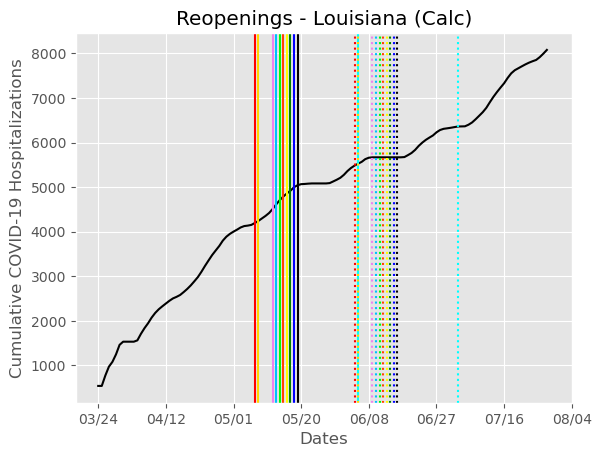 Reopenings - Louisiana (Calc)
Cumulative COVID-19 Hospitalizations
8000
7000
6000
5000
4000
3000
2000
1000
03/24 04/12 05/01 05/20 06/08 06/27 07/16 08/04
Dates